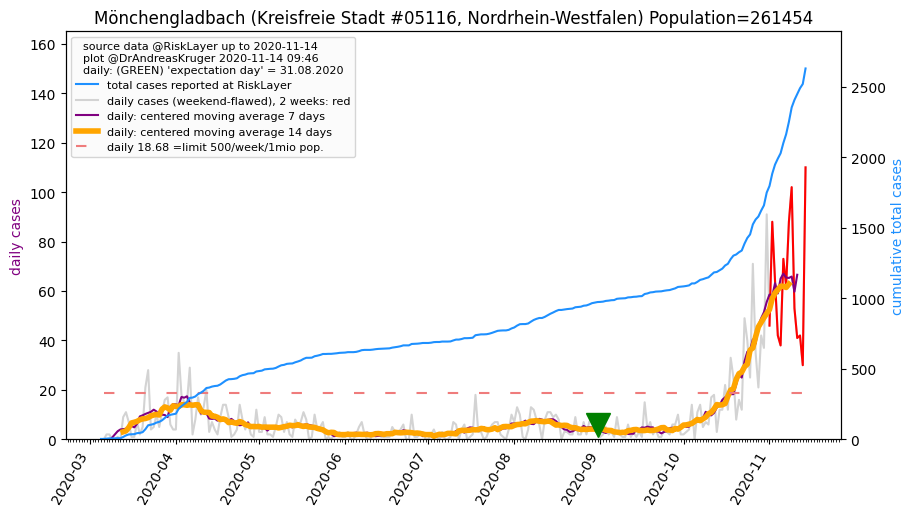 Mönchengladbach (Kreisfreie Stadt #05116, Nordrhein-Westfalen) Population=261454
source data @RiskLayer up to 2020-11-14
plot @DrAndreasKruger 2020-11-14 09:46
daily: (GREEN) 'expectation day' = 31.08.2020
total cases reported at RiskLayer
daily cases (weekend-flawed), 2 weeks: red
daily: centered moving average 7 days
daily: centered moving average 14 days
daily 18.68 =limit 500/week/1mio pop.
daily cases
160
140
120
100
80
60
40
20
0
2500
2000
1500
1000
500
0
cumulative total cases
2020-03
2020-04
2020-05
2020-06
2020-07
2020-08
2020-09
2020-10
2020-11